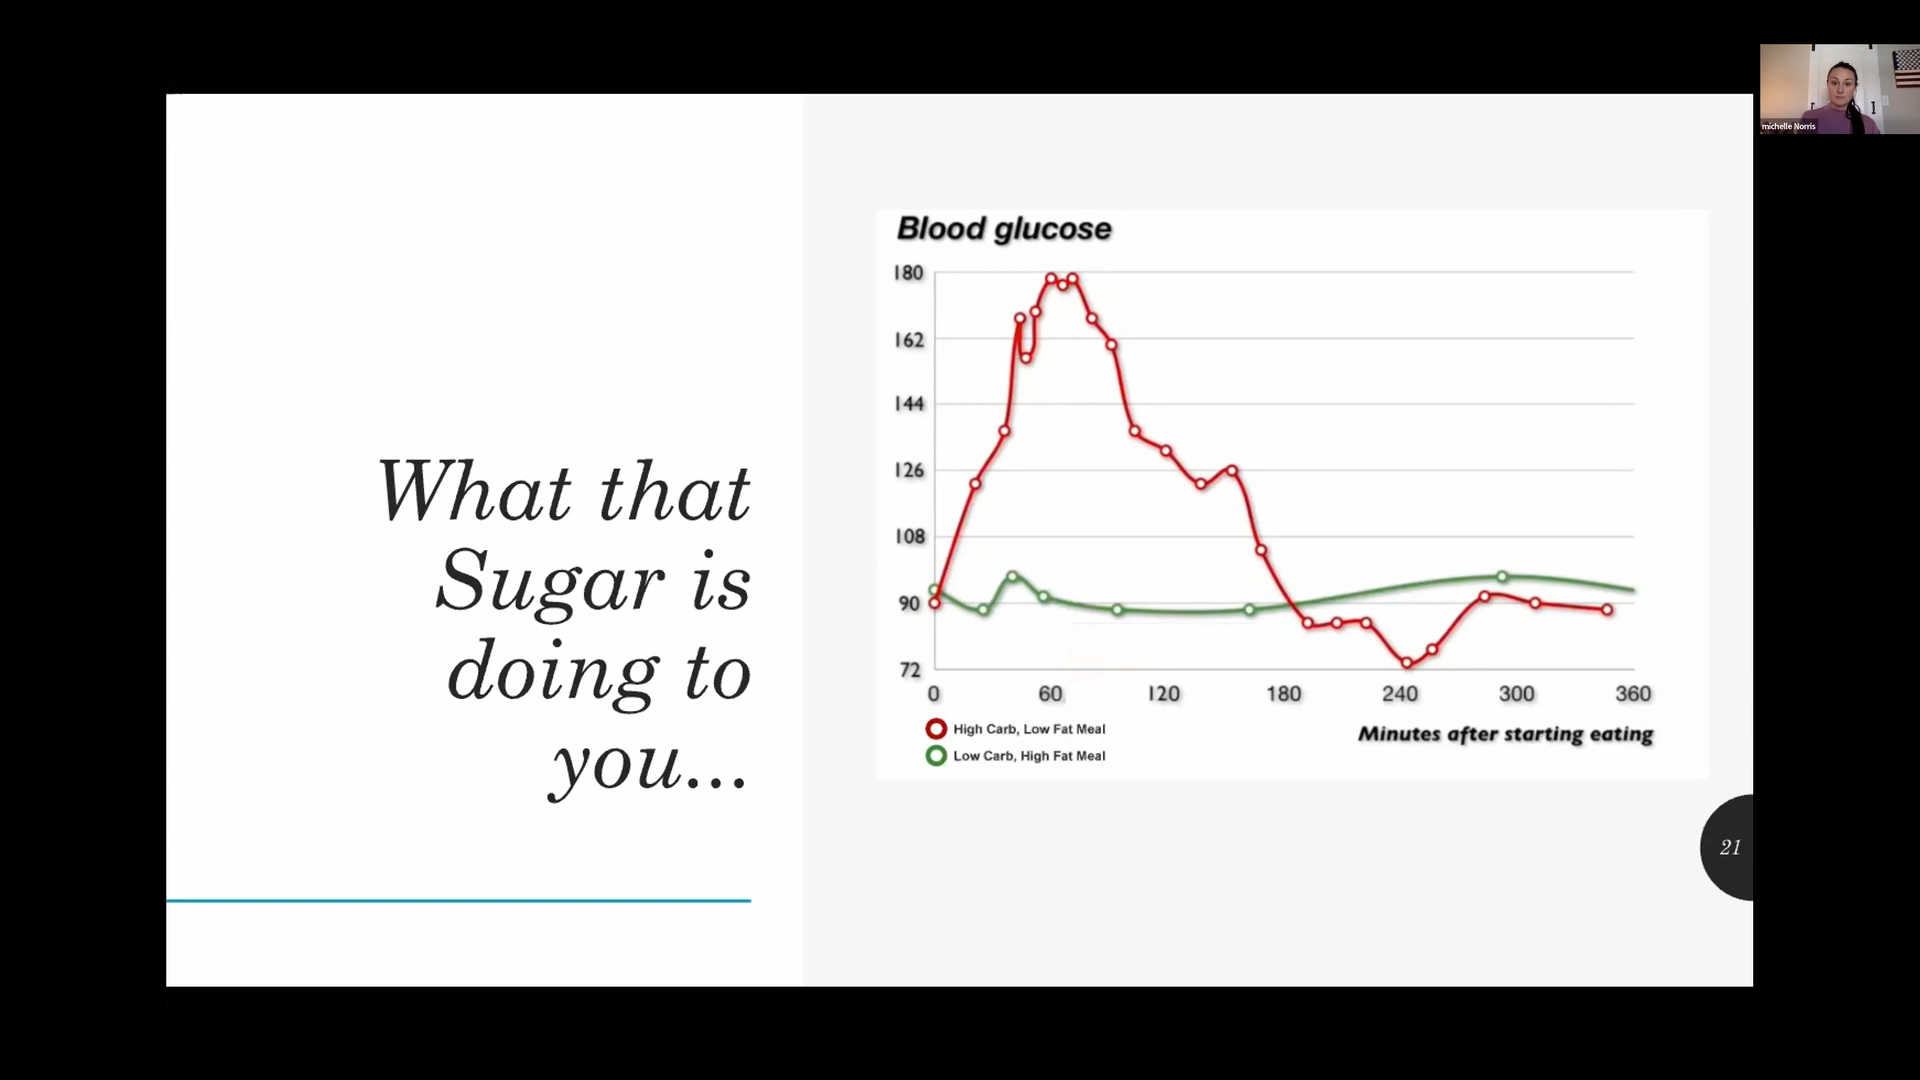 What that
Sugar is
doing to
you...
Blood glucose
180
162
144
126
108
90
72
0 60 120 180 240 300 360
Minutes after starting eating
High Carb, Low Fat Meal
Low Carb, High Fat Meal
21
michelle Norris